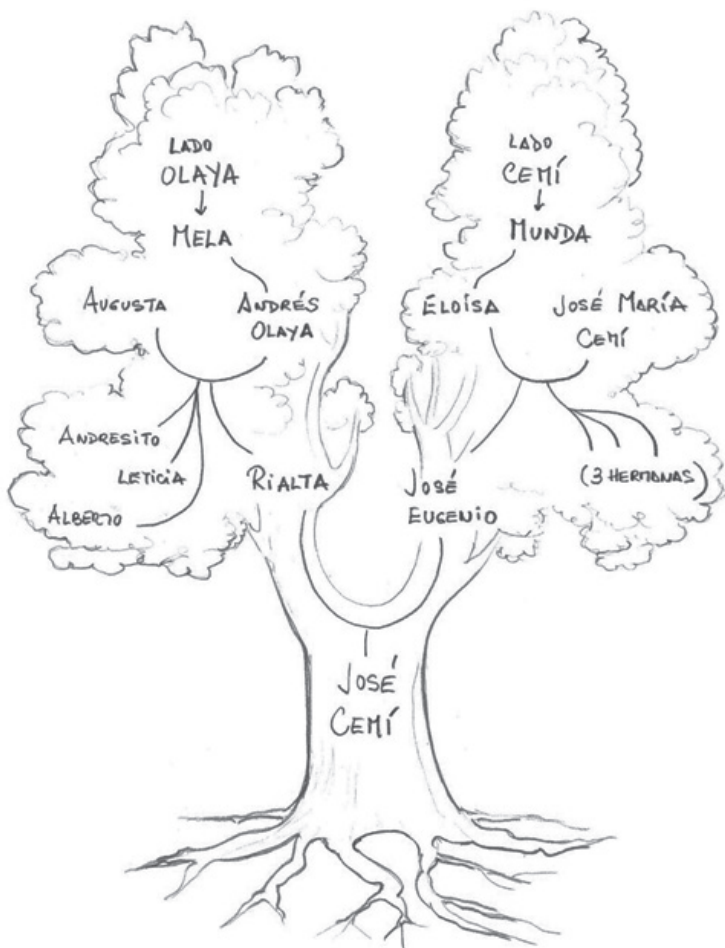 LADO
OLAYA
MELA
AUGUSTA
ANDRÉS
OLAYA
ANDRESITO
LETICIA
ALBERTO
RIALTA
LADO
CEMÍ
MUNDA
ELOÍSA
JOSÉ MARÍA
CEMÍ
JOSÉ
EUGENIO
(3 HERMANAS)
JOSÉ
CEMÍ